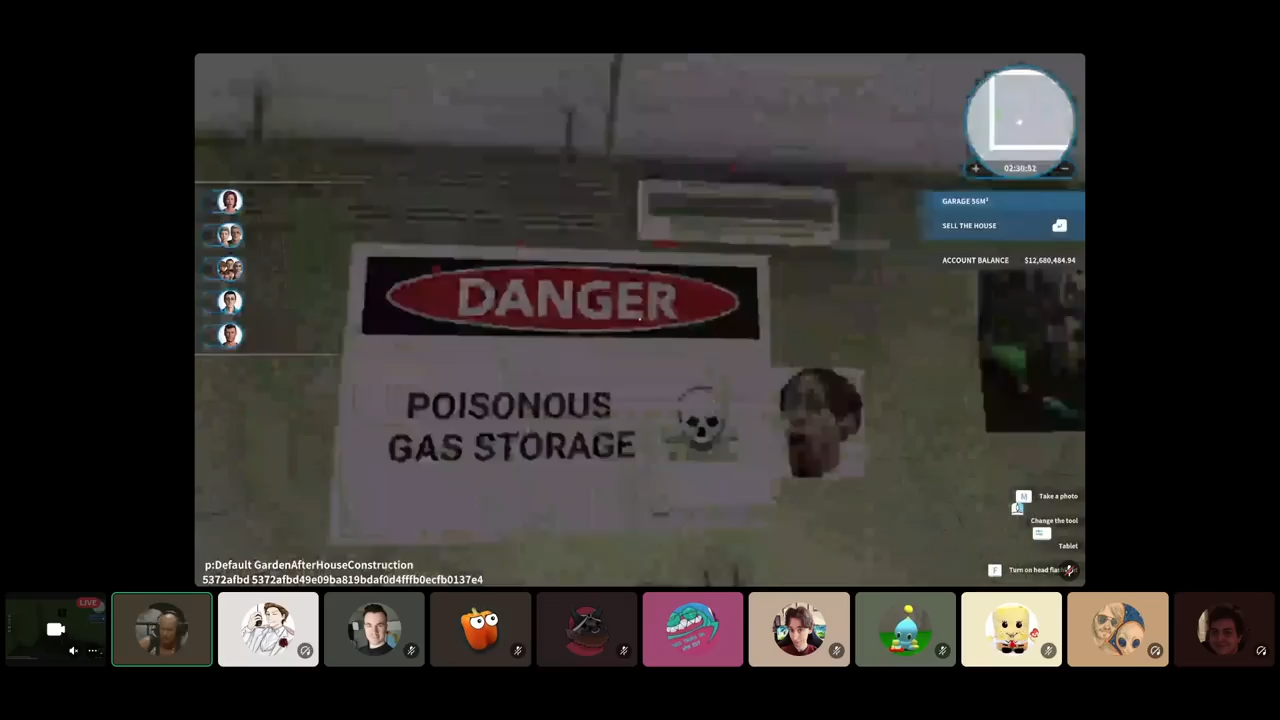 02:30:52
GARAGE 56M²
SELL THE HOUSE
ACCOUNT BALANCE $12,680,484.94
DANGER
POISONOUS
GAS STORAGE
M Take a photo
Change the tool
Tablet
F Turn on head
p:Default GardenAfterHouseConstruction
5372afbd 5372afbd49e09ba819bdaf0d4fffb0ecfb0137e4
LIVE